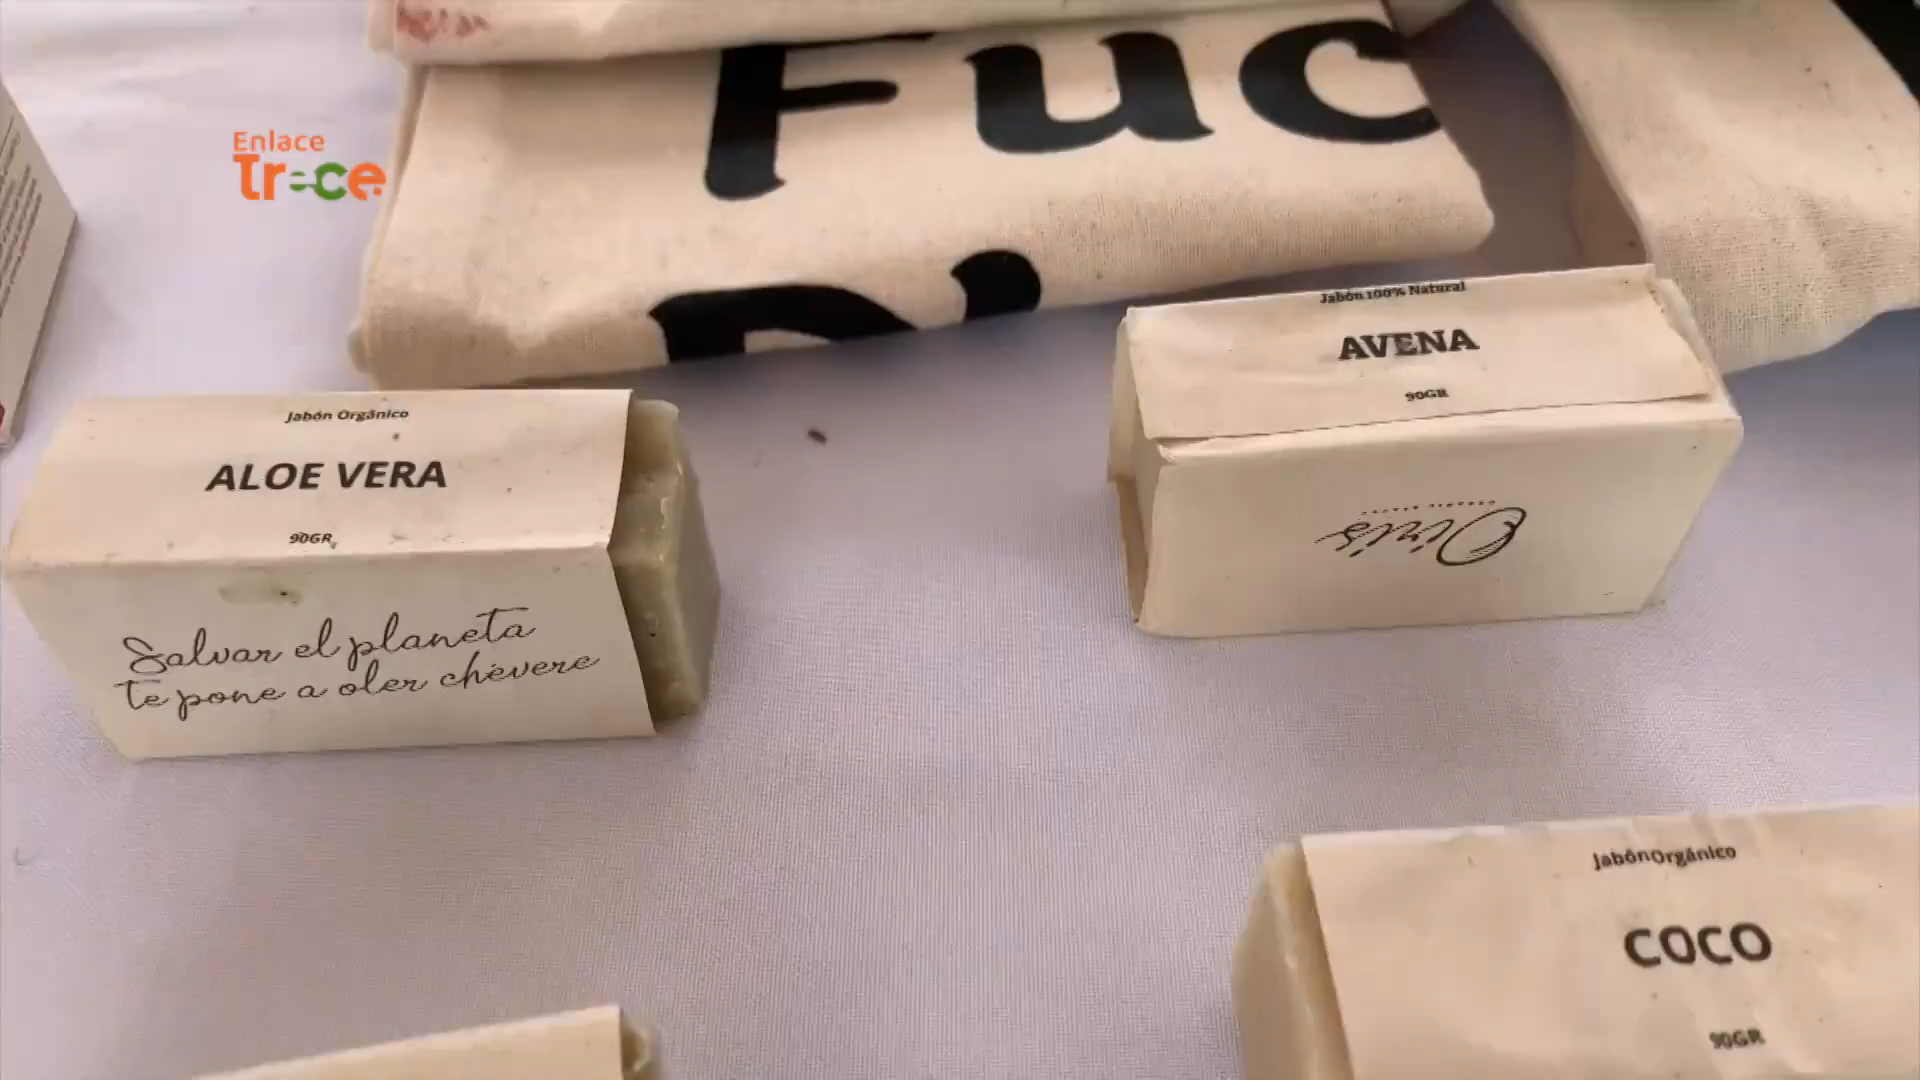 Enlace
trece
Fuc
Jabón Orgánico
ALOE VERA
90GR
Salvar el planeta
te pone a oler chévere
Jabón 100% Natural
AVENA
90GR
Oiris
JabónOrgánico
COCO
90GR